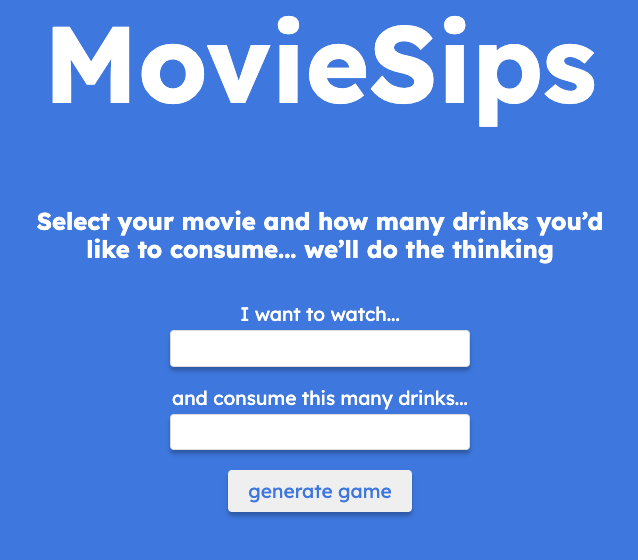 MovieSips
Select your movie and how many drinks you’d
like to consume... we’ll do the thinking
I want to watch...
and consume this many drinks...
generate game